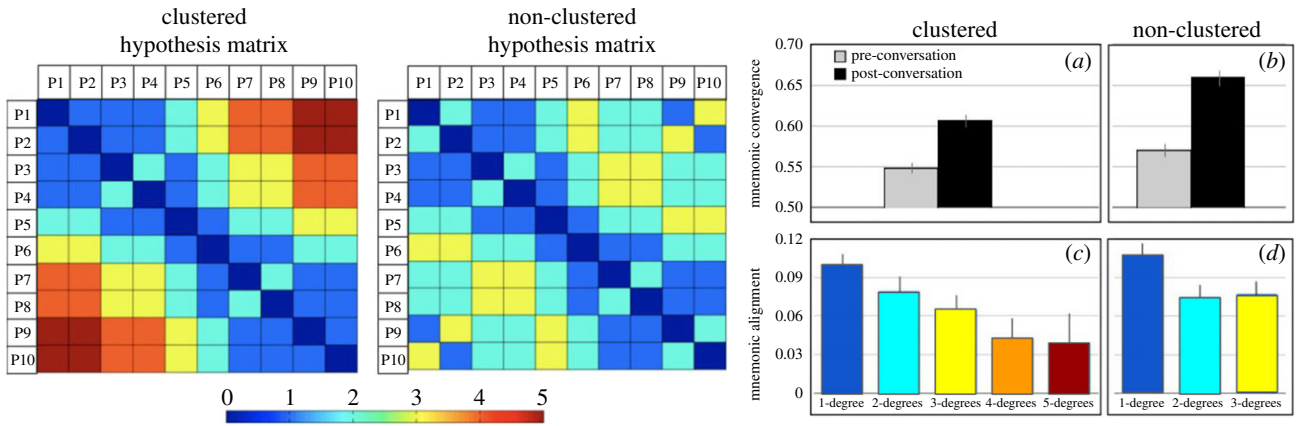 clustered
hypothesis matrix
P1 P2 P3 P4 P5 P6 P7 P8 P9 P10
P1
P2
P3
P4
P5
P6
P7
P8
P9
P10
non-clustered
hypothesis matrix
P1 P2 P3 P4 P5 P6 P7 P8 P9 P10
P1
P2
P3
P4
P5
P6
P7
P8
P9
P10
0 1 2 3 4 5
clustered
non-clustered
mnemonic convergence
0.70
0.65
0.60
0.55
0.50
pre-conversation
post-conversation
(a)
(b)
mnemonic alignment
0.12
0.09
0.06
0.03
0
(c)
(d)
1-degree 2-degrees 3-degrees 4-degrees 5-degrees
1-degree 2-degrees 3-degrees